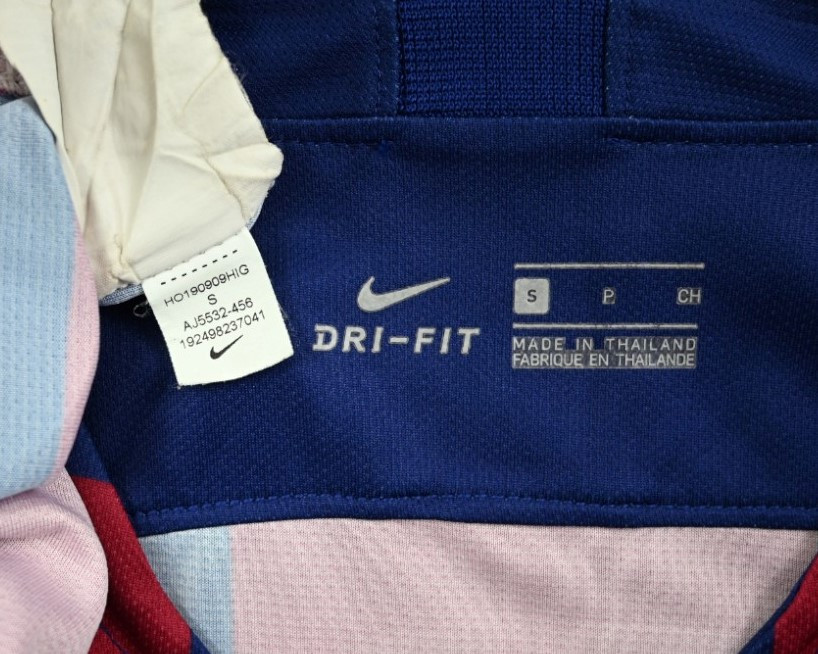 HO190909HIG
S
AJ5532-456
192498237041
DRI-FIT
S P CH
MADE IN THAILAND
FABRIQUE EN THAILANDE